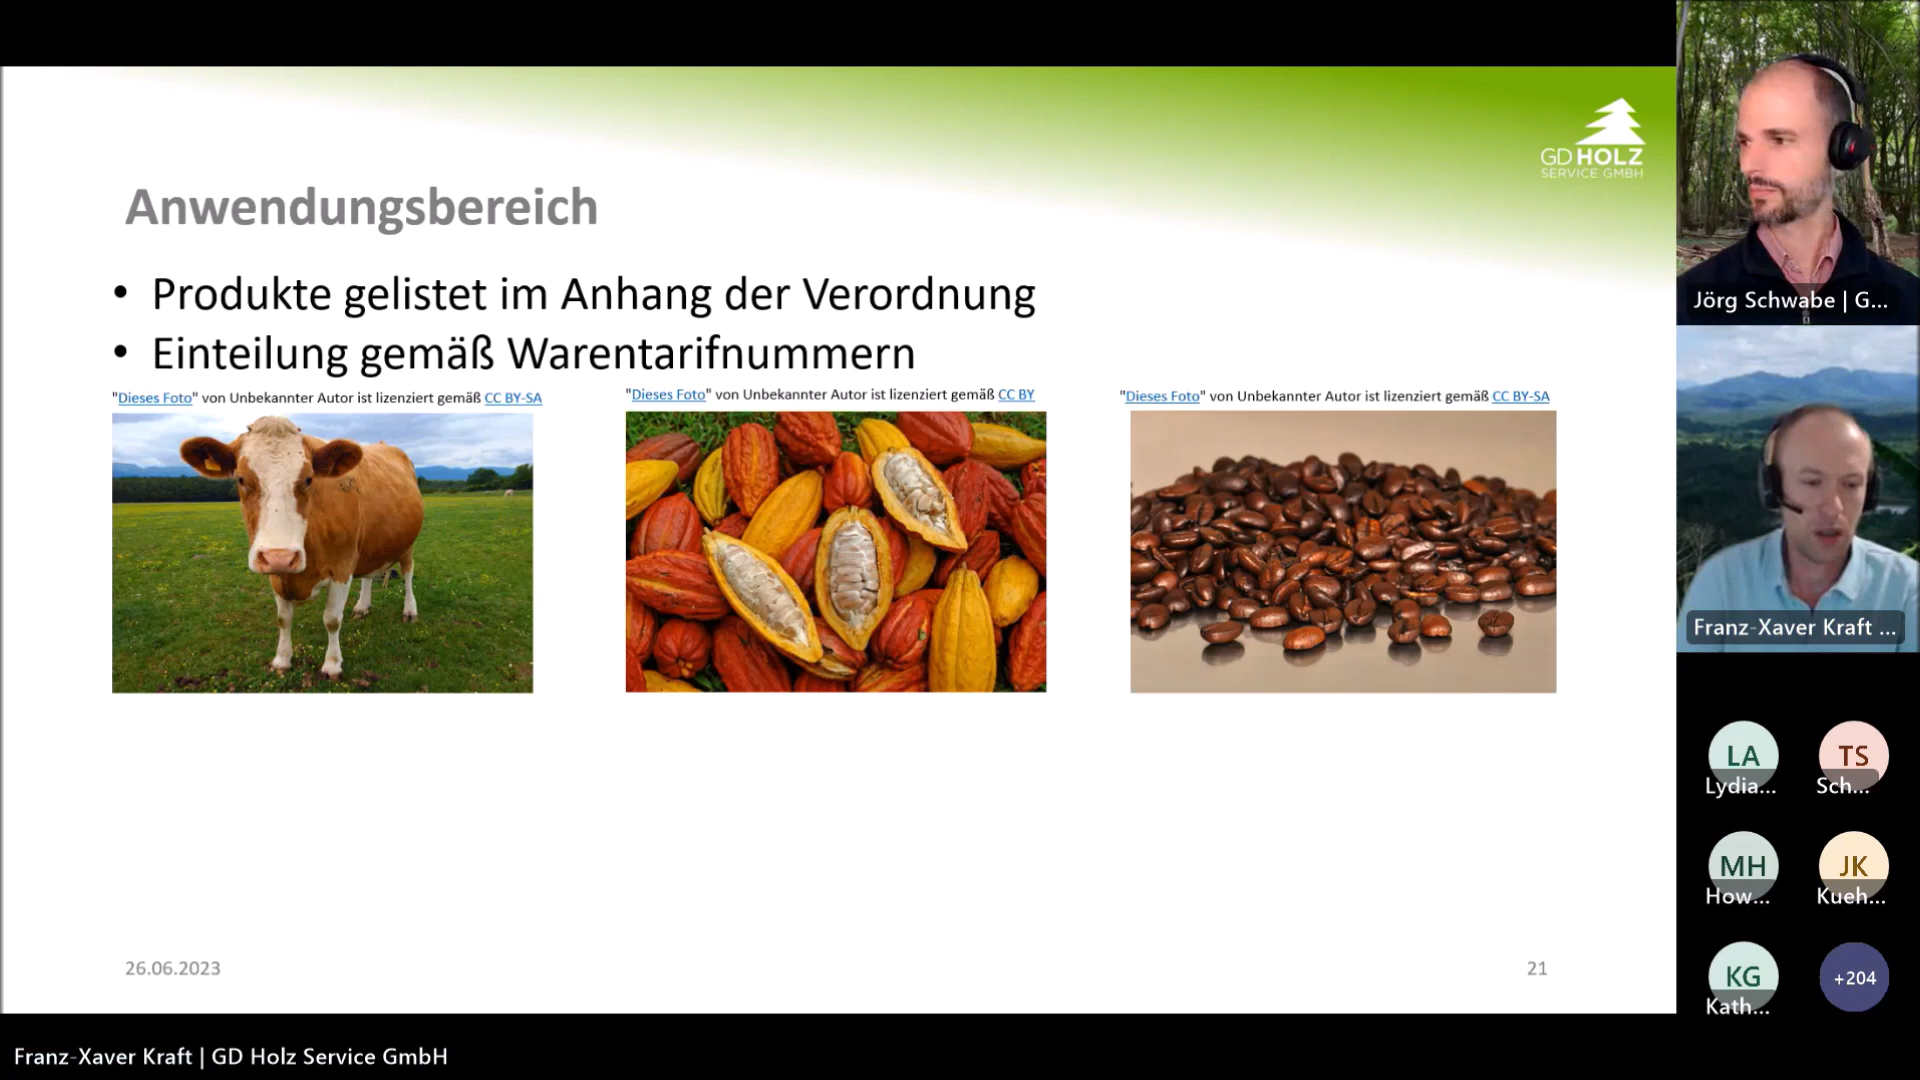 GD HOLZ
SERVICE GMBH
Anwendungsbereich
• Produkte gelistet im Anhang der Verordnung
• Einteilung gemäß Warentarifnummern
"Dieses Foto" von Unbekannter Autor ist lizenziert gemäß CC BY-SA
"Dieses Foto" von Unbekannter Autor ist lizenziert gemäß CC BY
"Dieses Foto" von Unbekannter Autor ist lizenziert gemäß CC BY-SA
26.06.2023
21
Jörg Schwabe | G...
Franz-Xaver Kraft ...
LA
Lydia...
TS
Sch...
MH
How...
JK
Kueh...
KG
Kath...
+204
Franz-Xaver Kraft | GD Holz Service GmbH